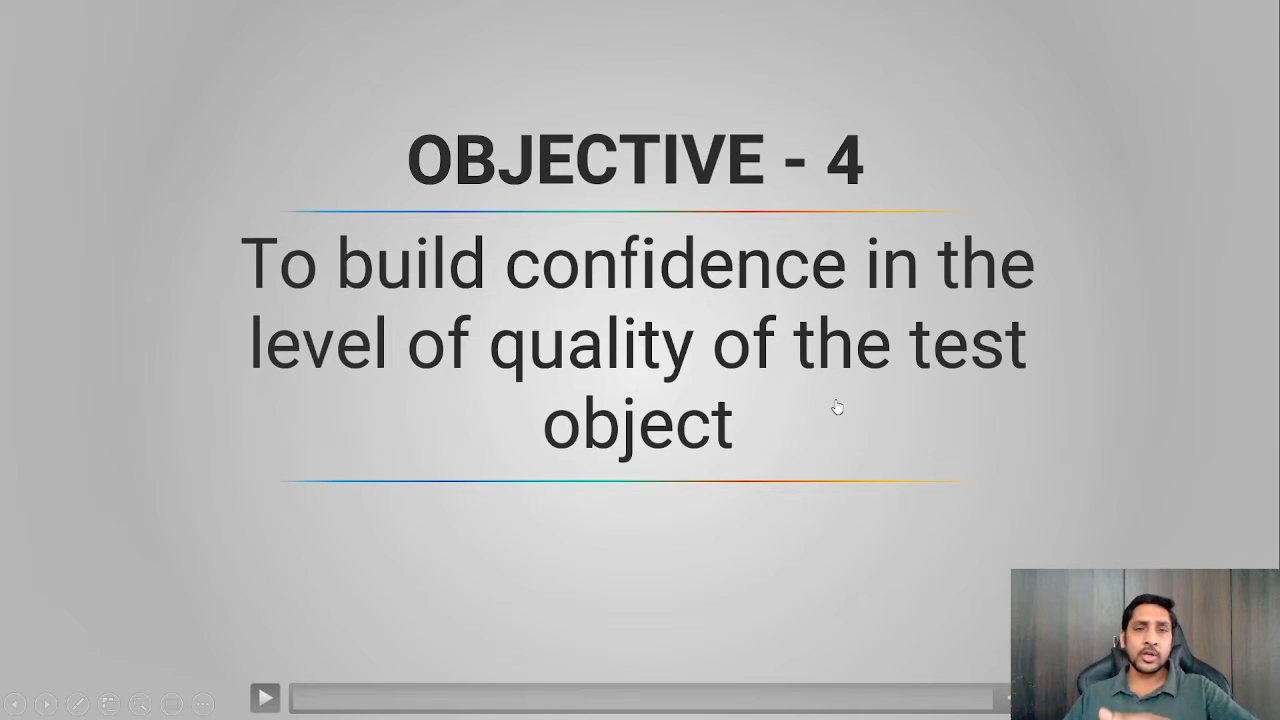 OBJECTIVE - 4
To build confidence in the
level of quality of the test
object